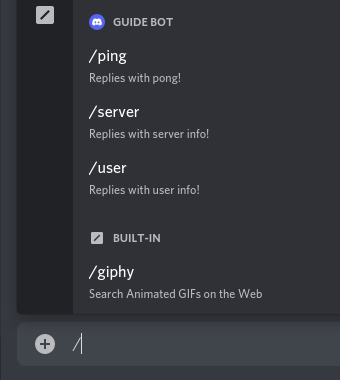 GUIDE BOT
/ping
Replies with pong!
/server
Replies with server info!
/user
Replies with user info!
BUILT-IN
/giphy
Search Animated GIFs on the Web
/